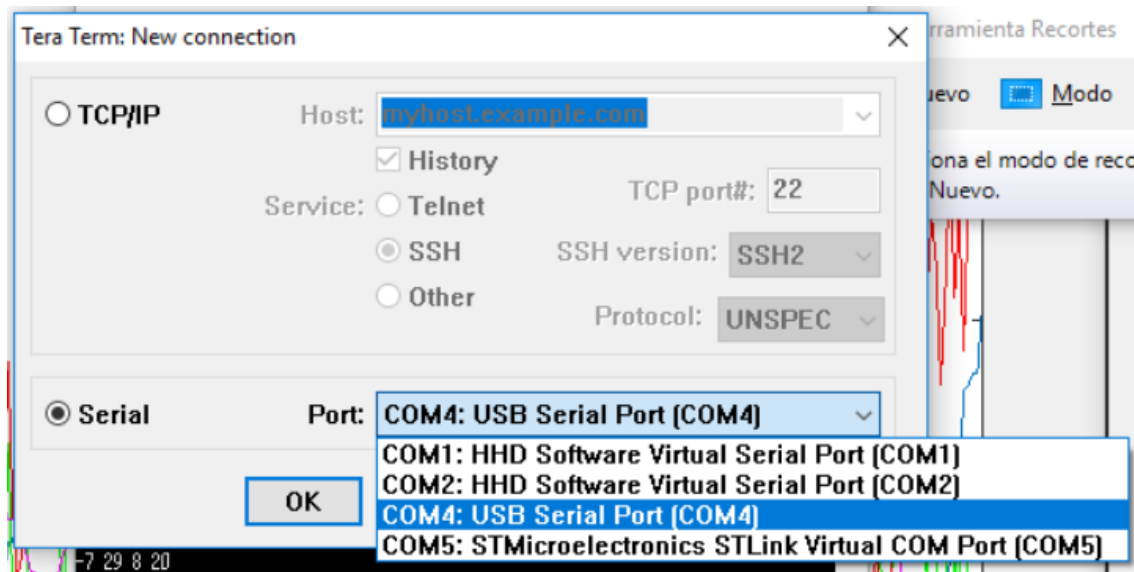 Tera Term: New connection
TCP/IP
Host: myhost.example.com
History
Service: Telnet
TCP port#: 22
SSH
SSH version: SSH2
Other
Protocol: UNSPEC
Serial
Port: COM4: USB Serial Port (COM4)
COM1: HHD Software Virtual Serial Port (COM1)
COM2: HHD Software Virtual Serial Port (COM2)
COM4: USB Serial Port (COM4)
COM5: STMicroelectronics STLink Virtual COM Port (COM5)
OK
rramienta Recortes
uevo
Modo
ona el modo de reco
Nuevo.
-7 29 8 20